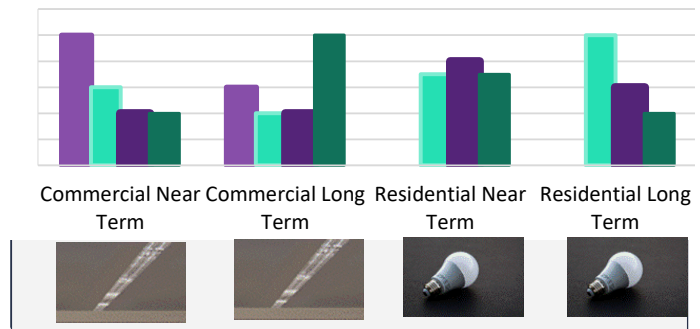 Commercial Near Term
Commercial Long Term
Residential Near Term
Residential Long Term